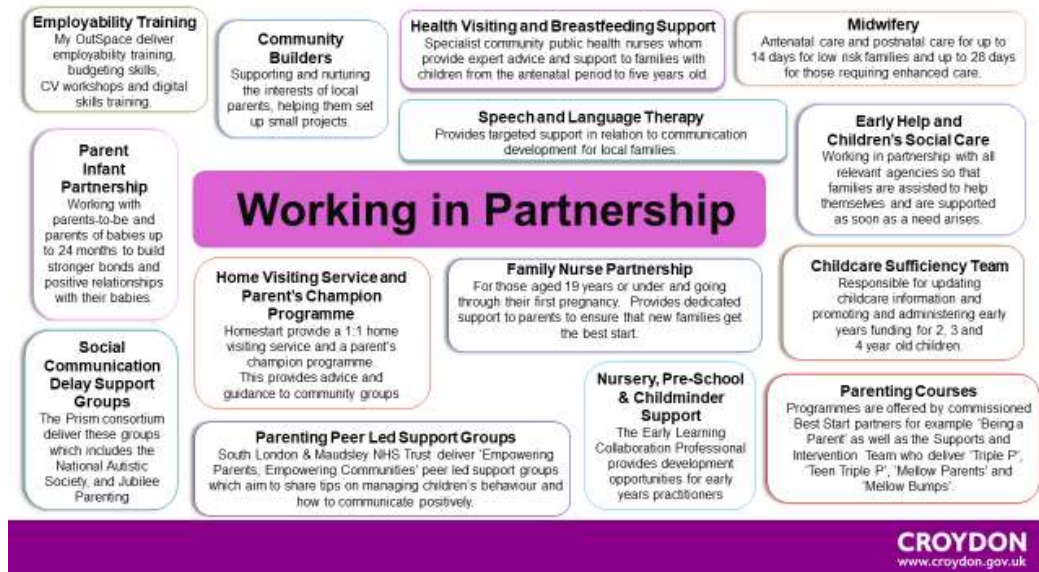 Employability Training
My OutSpace deliver
employability training,
budgeting skills,
CV workshops and digital
skills training.
Community
Builders
Supporting and nurturing
the interests of local
parents, helping them set
up small projects.
Health Visiting and Breastfeeding Support
Specialist community public health nurses whom
provide expert advice and support to families with
children from the antenatal period to five years old.
Midwifery
Antenatal care and postnatal care for up to
14 days for low risk families and up to 28 days
for those requiring enhanced care.
Speech and Language Therapy
Provides targeted support in relation to communication
development for local families.
Early Help and
Children's Social Care
Working in partnership with all
relevant agencies so that
families are assisted to help
themselves and are supported
as soon as a need arises.
Parent
Infant
Partnership
Working with
parents-to-be and
parents of babies up
to 24 months to build
stronger bonds and
positive relationships
with their babies.
Working in Partnership
Home Visiting Service and
Parent's Champion
Programme
Homestart provide a 1:1 home
visiting service and a parent's
champion programme.
This provides advice and
guidance to community groups
Family Nurse Partnership
For those aged 19 years or under and going
through their first pregnancy. Provides dedicated
support to parents to ensure that new families get
the best start.
Childcare Sufficiency Team
Responsible for updating
childcare information and
promoting and administering early
years funding for 2, 3 and
4 year old children.
Social
Communication
Delay Support
Groups
The Prism consortium
deliver these groups
which includes the
National Autistic
Society, and Jubilee
Parenting
Parenting Peer Led Support Groups
South London & Maudsley NHS Trust deliver 'Empowering
Parents, Empowering Communities' peer led support groups
which aim to share tips on managing children's behaviour and
how to communicate positively.
Nursery, Pre-School
& Childminder
Support
The Early Learning
Collaboration Professional
provides development
opportunities for early
years practitioners
Parenting Courses
Programmes are offered by commissioned
Best Start partners for example 'Being a
Parent' as well as the Supports and
Intervention Team who deliver 'Triple P',
'Teen Triple P', 'Mellow Parents' and
'Mellow Bumps'.
CROYDON
www.croydon.gov.uk